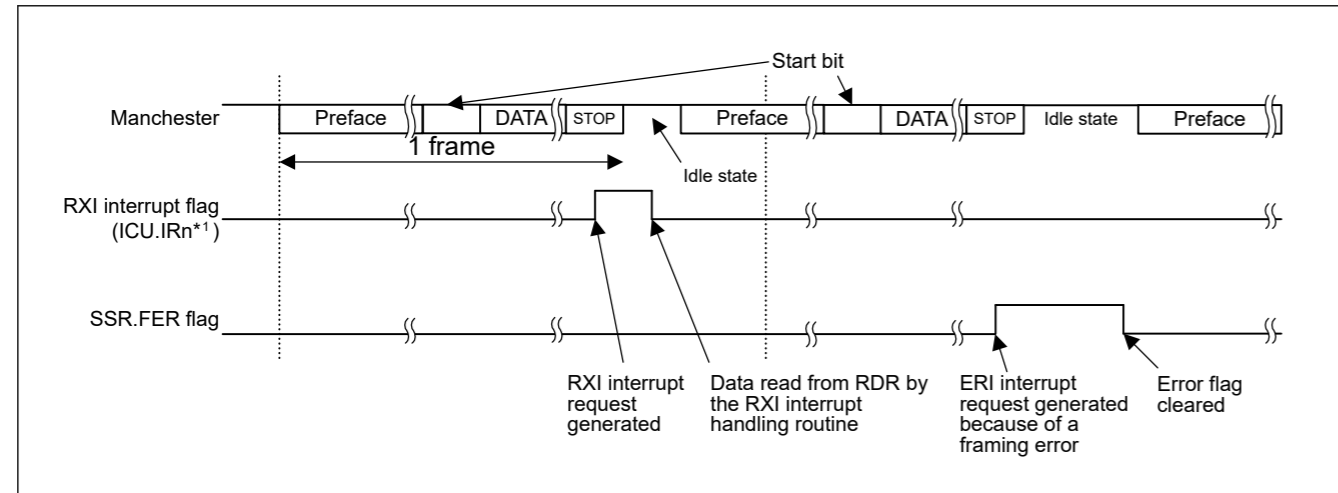 Start bit
Manchester
Preface
DATA
STOP
Preface
DATA
STOP
Idle state
Preface
1 frame
Idle state
RXI interrupt flag
(ICU.IRn*1)
SSR.FER flag
RXI interrupt
request
generated
Data read from RDR by
the RXI interrupt
handling routine
ERI interrupt
request generated
because of a
framing error
Error flag
cleared